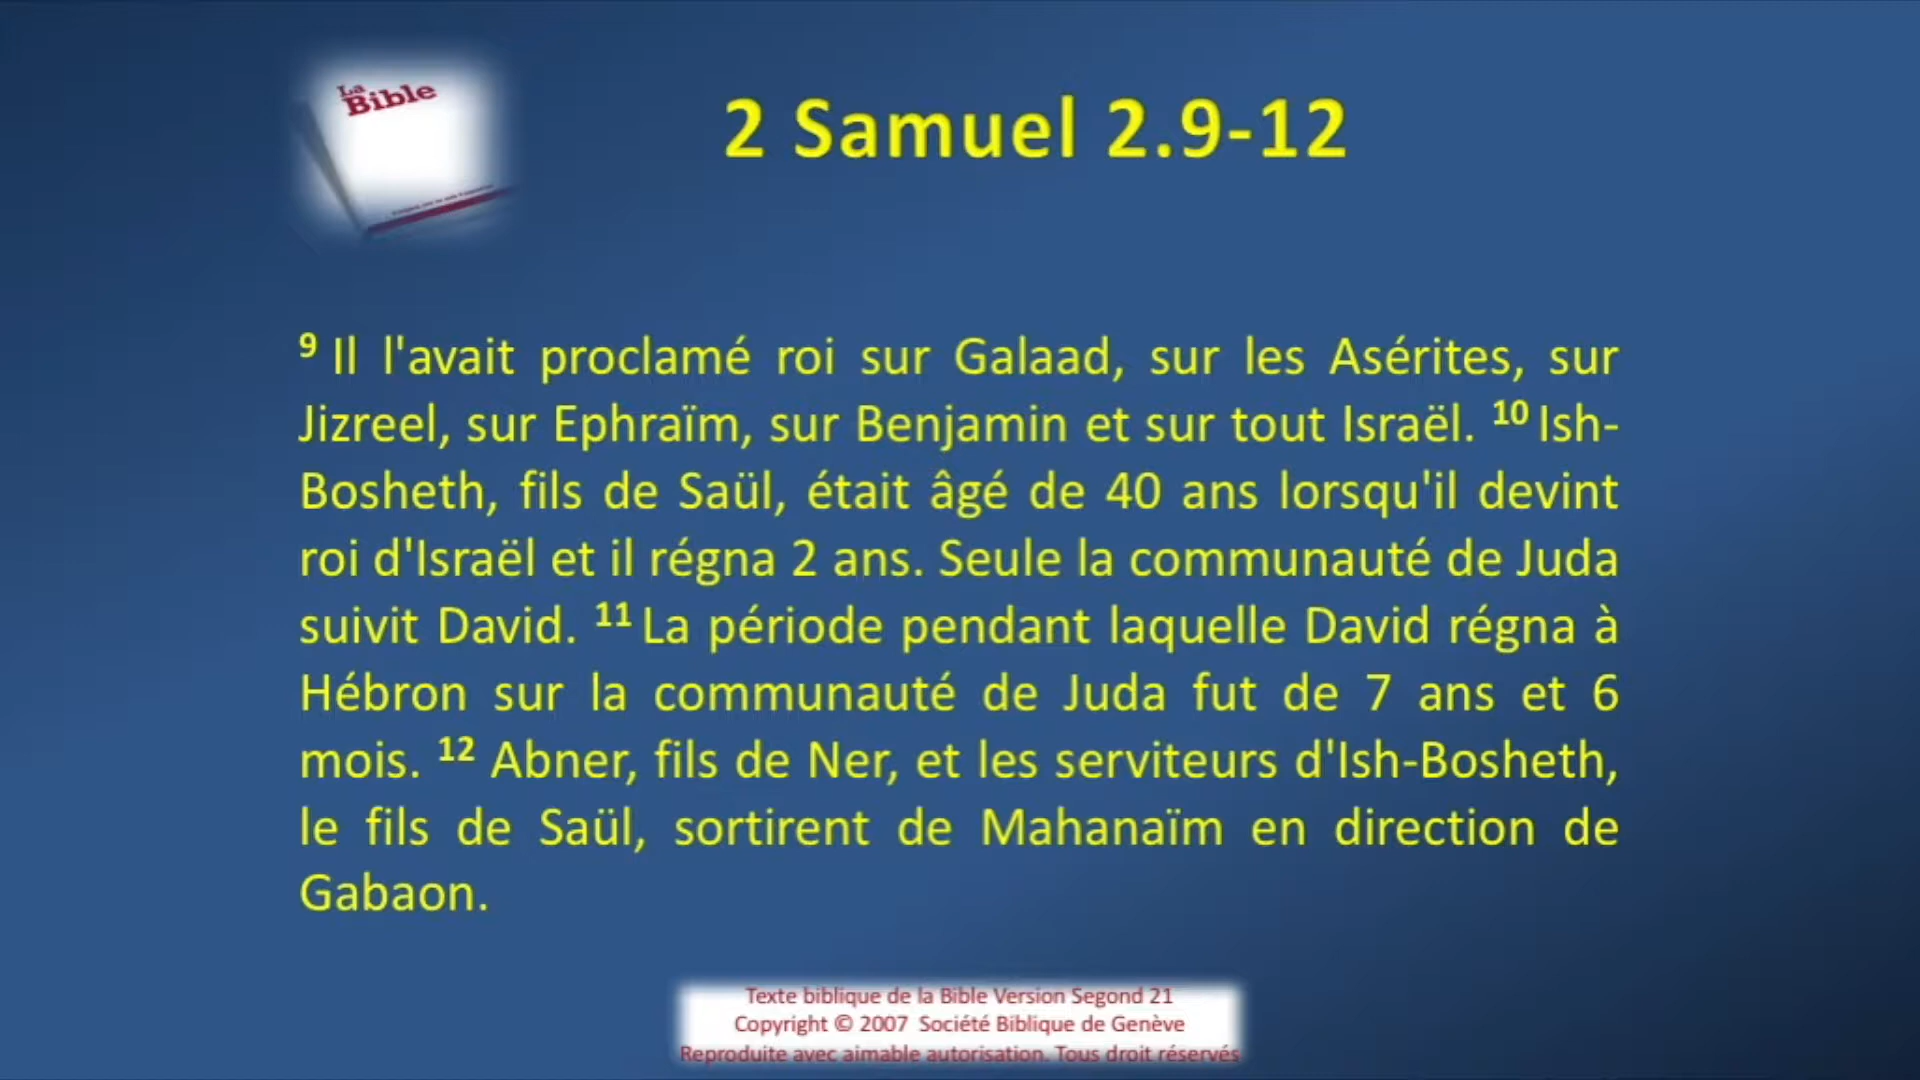 La
Bible
2 Samuel 2.9-12
9 Il l'avait proclamé roi sur Galaad, sur les Asérites, sur
Jizreel, sur Ephraïm, sur Benjamin et sur tout Israël. 10 Ish-
Bosheth, fils de Saül, était âgé de 40 ans lorsqu'il devint
roi d'Israël et il régna 2 ans. Seule la communauté de Juda
suivit David. 11 La période pendant laquelle David régna à
Hébron sur la communauté de Juda fut de 7 ans et 6
mois. 12 Abner, fils de Ner, et les serviteurs d'Ish-Bosheth,
le fils de Saül, sortirent de Mahanaïm en direction de
Gabaon.
Texte biblique de la Bible Version Segond 21
Copyright © 2007 Société Biblique de Genève
Reproduite avec aimable autorisation. Tous droit réservés